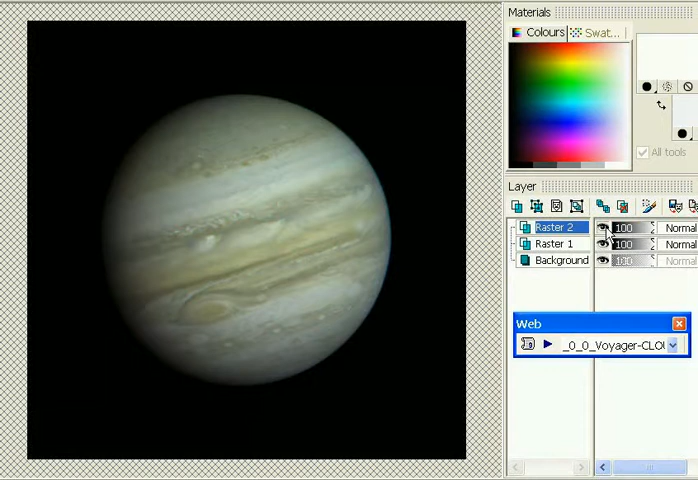 Materials
Colours Swat...
All tools
Layer
Raster 2 100 Normal
Raster 1 100 Normal
Background 100 Normal
Web
_0_0_Voyager-CLOU